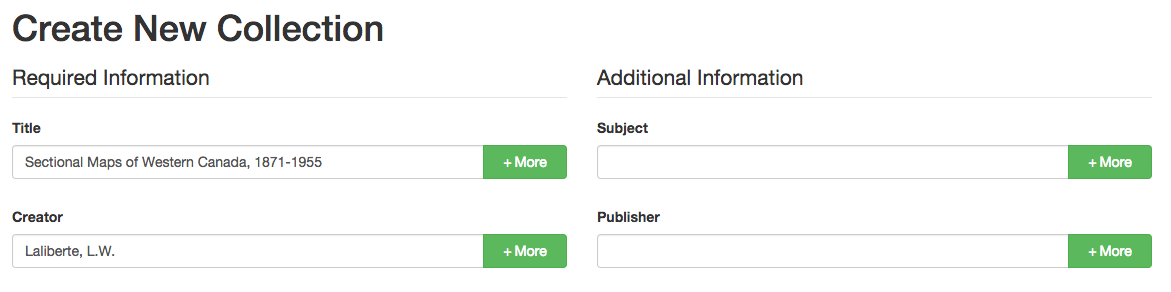 Create New Collection
Required Information
Title
Sectional Maps of Western Canada, 1871-1955
+ More
Creator
Laliberte, L.W.
+ More
Additional Information
Subject
+ More
Publisher
+ More